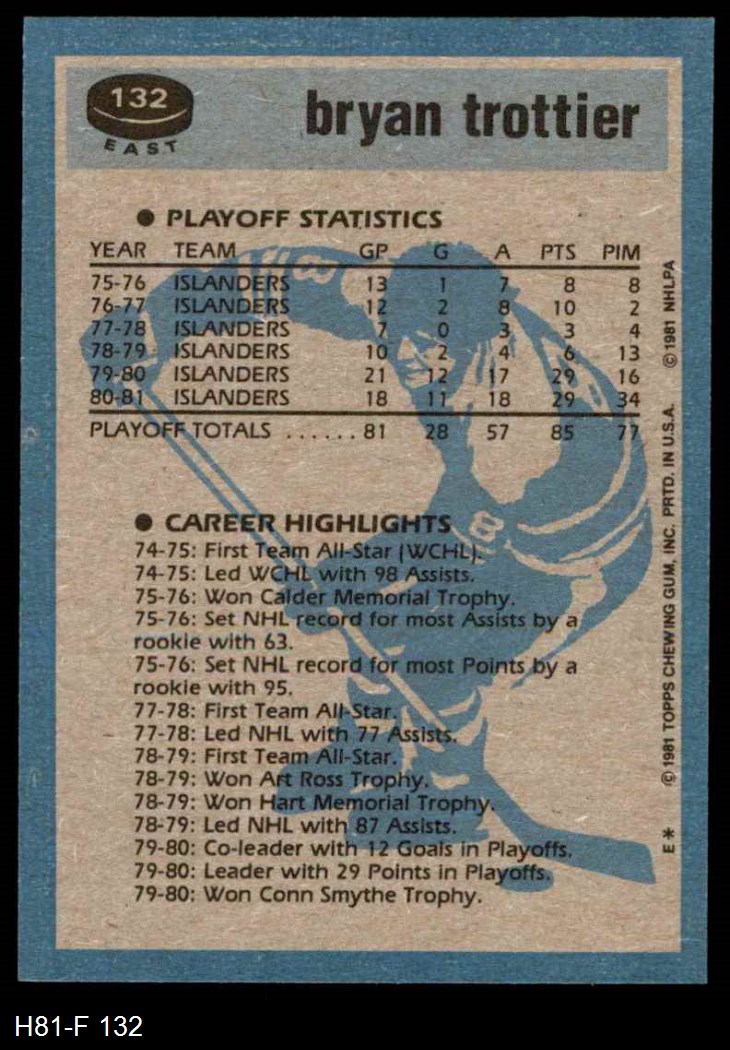 132
EAST
bryan trottier
● PLAYOFF STATISTICS
YEAR TEAM GP G A PTS PIM
75-76 ISLANDERS 13 1 7 8 8
76-77 ISLANDERS 12 2 8 10 2
77-78 ISLANDERS 7 0 3 3 4
78-79 ISLANDERS 10 2 4 6 13
79-80 ISLANDERS 21 12 17 29 16
80-81 ISLANDERS 18 11 18 29 34
PLAYOFF TOTALS ...... 81 28 57 85 77
● CAREER HIGHLIGHTS
74-75: First Team All-Star (WCHL).
74-75: Led WCHL with 98 Assists.
75-76: Won Calder Memorial Trophy.
75-76: Set NHL record for most Assists by a
rookie with 63.
75-76: Set NHL record for most Points by a
rookie with 95.
77-78: First Team All-Star.
77-78: Led NHL with 77 Assists.
78-79: First Team All-Star.
78-79: Won Art Ross Trophy.
78-79: Won Hart Memorial Trophy.
78-79: Led NHL with 87 Assists.
79-80: Co-leader with 12 Goals in Playoffs.
79-80: Leader with 29 Points in Playoffs.
79-80: Won Conn Smythe Trophy.
E* © 1981 TOPPS CHEWING GUM, INC. PRTD. IN U.S.A. © 1981 NHLPA
8
8
H81-F 132